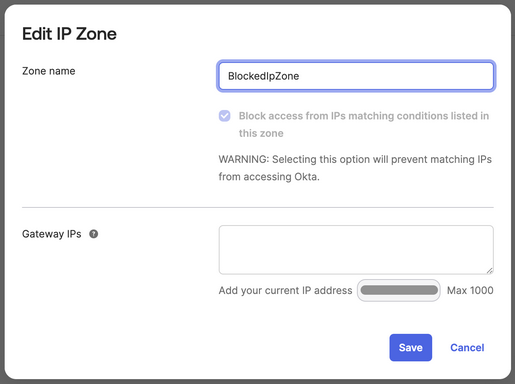 Edit IP Zone
Zone name
BlockedIpZone
Block access from IPs matching conditions listed in
this zone
WARNING: Selecting this option will prevent matching IPs
from accessing Okta.
Gateway IPs ?
Add your current IP address Max 1000
Save Cancel